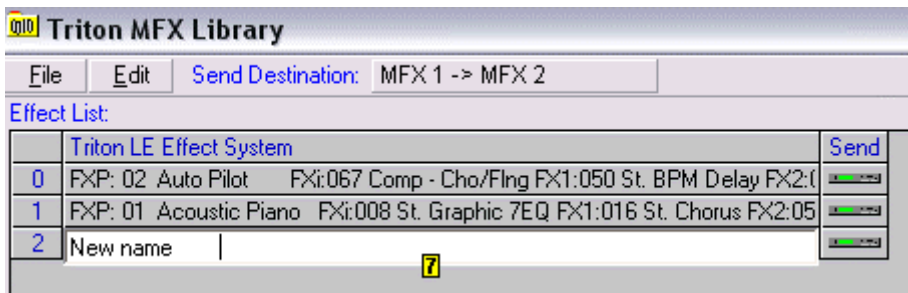 Triton MFX Library
File Edit Send Destination: MFX 1 -> MFX 2
Effect List:
Triton LE Effect System Send
0 FXP: 02 Auto Pilot FXi:067 Comp - Cho/Flng FX1:050 St. BPM Delay FX2:(
1 FXP: 01 Acoustic Piano FXi:008 St. Graphic 7EQ FX1:016 St. Chorus FX2:05
2 New name
7